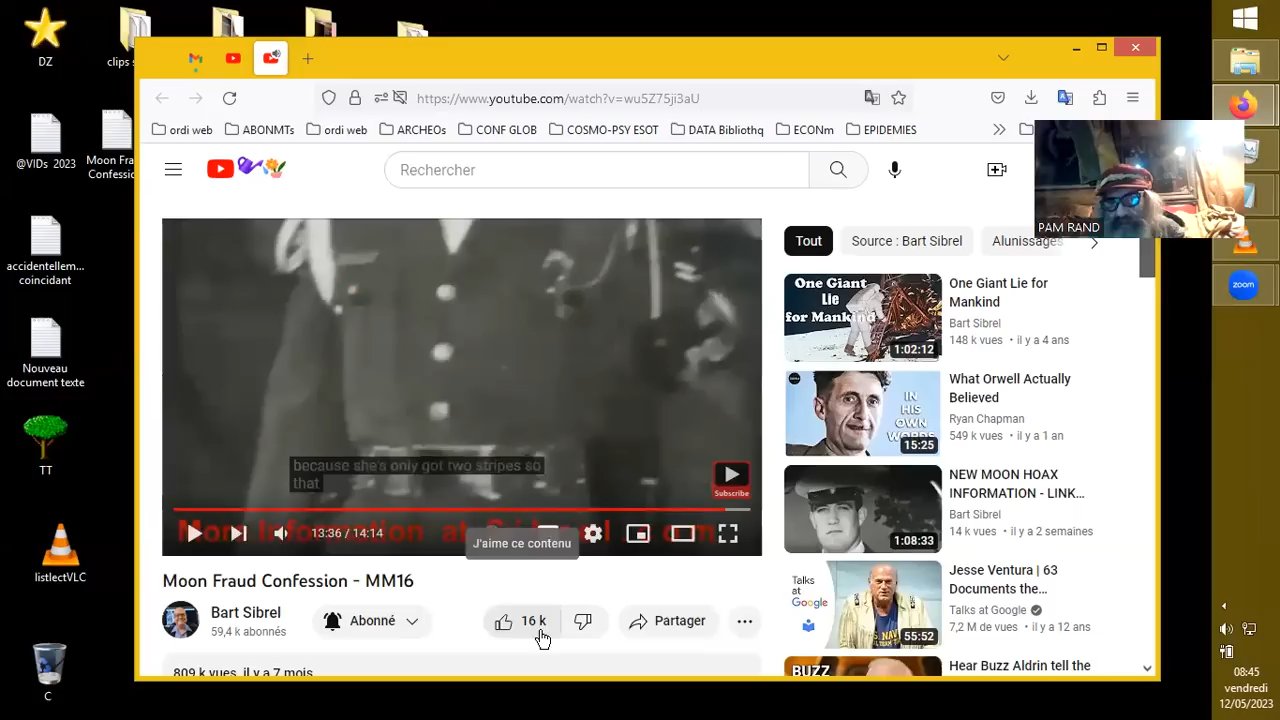 DZ
clips s
@VIDs 2023
Moon Fra
Confessio
accidentellem...
coincidant
Nouveau
document texte
TT
listlectVLC
C
https://www.youtube.com/watch?v=wu5Z75ji3aU
ordi web
ABONMTs
ordi web
ARCHEOs
CONF GLOB
COSMO-PSY ESOT
DATA Bibliothq
ECONm
EPIDEMIES
Rechercher
PAM RAND
because she's only got two stripes so
that
Subscribe
13:36 / 14:14
J'aime ce contenu
Moon Fraud Confession - MM16
Bart Sibrel
59,4 k abonnés
Abonné
16 k
Partager
809 k vues il y a 7 mois
Tout
Source : Bart Sibrel
Alunissages
One Giant
Lie
for Mankind
1:02:12
One Giant Lie for
Mankind
Bart Sibrel
148 k vues • il y a 4 ans
IN
HIS
OWN
WORDS
15:25
What Orwell Actually
Believed
Ryan Chapman
549 k vues • il y a 1 an
1:08:33
NEW MOON HOAX
INFORMATION - LINK...
Bart Sibrel
14 k vues • il y a 2 semaines
Talks
at
Google
55:52
Jesse Ventura | 63
Documents the...
Talks at Google
7,2 M de vues • il y a 12 ans
BUZZ
Hear Buzz Aldrin tell the
zoom
08:45
vendredi
12/05/2023